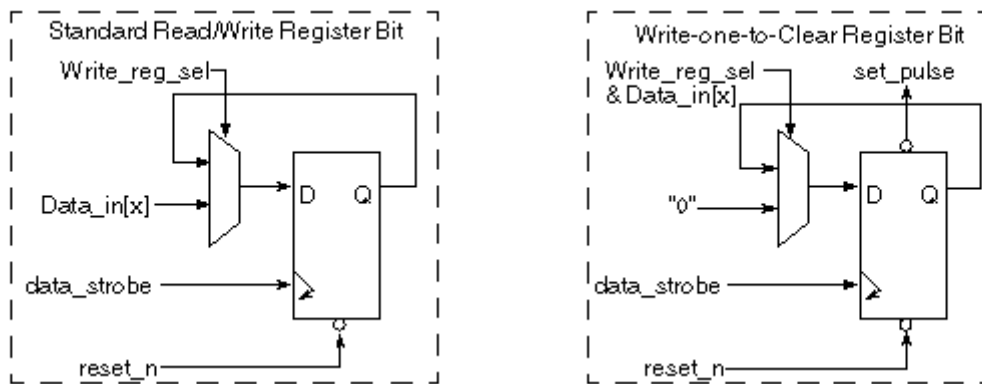 Standard Read/Write Register Bit
Write_reg_sel
Data_in[x]
D Q
data_strobe
reset_n
Write-one-to-Clear Register Bit
Write_reg_sel
& Data_in[x]
set_pulse
"0"
D Q
data_strobe
reset_n